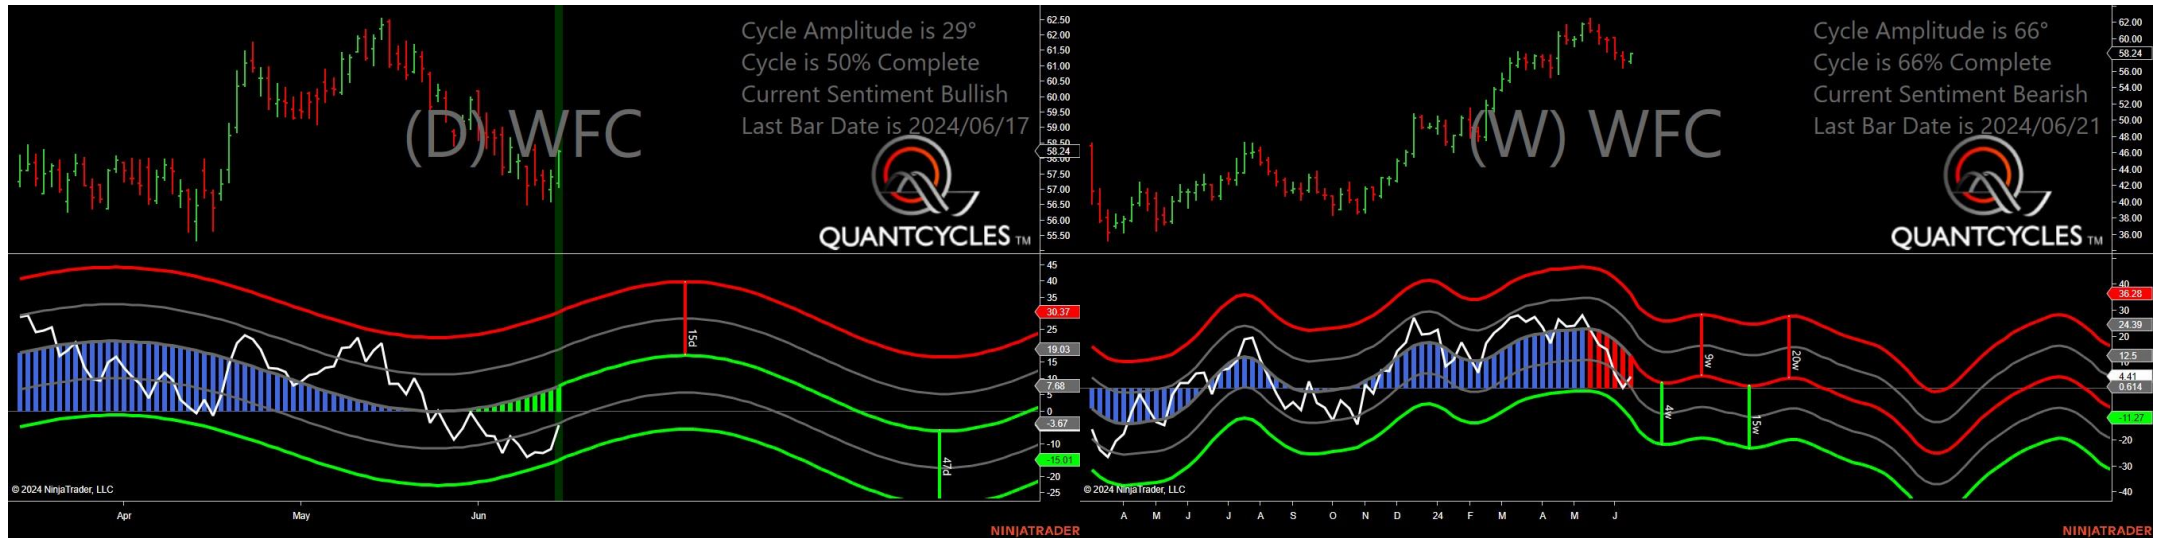 Cycle Amplitude is 29°
Cycle is 50% Complete
Current Sentiment Bullish
Last Bar Date is 2024/06/17
(D) WFC
QUANTCYCLES TM
62.50
62.00
61.50
61.00
60.50
60.00
59.50
59.00
58.24
58.00
57.50
57.00
56.50
56.00
55.50
45
40
35
30.37
25
19.03
15
10
7.68
5
0
-3.67
-10
-15.01
-20
-25
15d
47d
© 2024 NinjaTrader, LLC
Apr May Jun
NINJATRADER
Cycle Amplitude is 66°
Cycle is 66% Complete
Current Sentiment Bearish
Last Bar Date is 2024/06/21
(W) WFC
QUANTCYCLES TM
62.00
60.00
58.24
56.00
54.00
52.00
50.00
48.00
46.00
44.00
42.00
40.00
38.00
36.00
40
36.28
30
24.39
20
12.5
10
4.41
0.614
-11.27
-20
-30
-40
9w
20w
4w
15w
© 2024 NinjaTrader, LLC
A M J J A S O N D 24 F M A M J
NINJATRADER